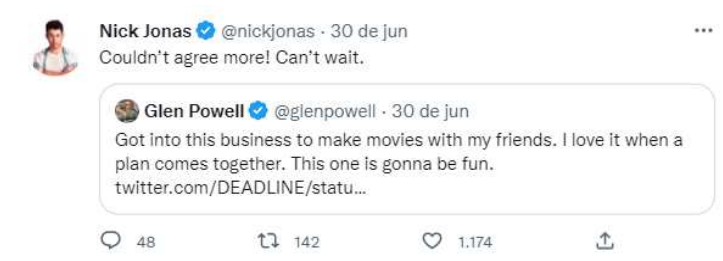 Nick Jonas @nickjonas · 30 de jun
Couldn't agree more! Can't wait.
Glen Powell @glenpowell · 30 de jun
Got into this business to make movies with my friends. I love it when a
plan comes together. This one is gonna be fun.
twitter.com/DEADLINE/statu...
48 142 1.174